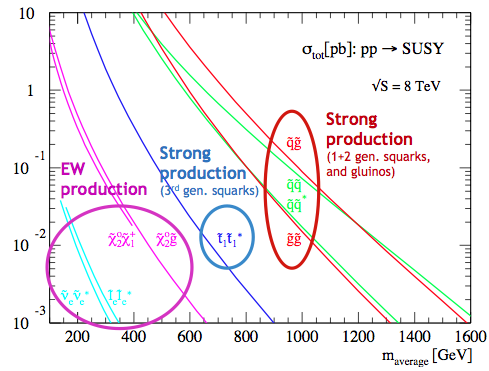 σtot[pb]: pp → SUSY
√S = 8 TeV
Strong
production
(1+2 gen. squarks,
and gluinos)
Strong
production
(3rd gen. squarks)
EW
production
q̃g̃
q̃q̃
q̃q̃*
g̃g̃
t̃1t̃1*
χ̃2oχ̃1+
χ̃2og̃
ν̃eν̃e*
l̃el̃e*
10
1
10-1
10-2
10-3
200 400 600 800 1000 1200 1400 1600
maverage [GeV]